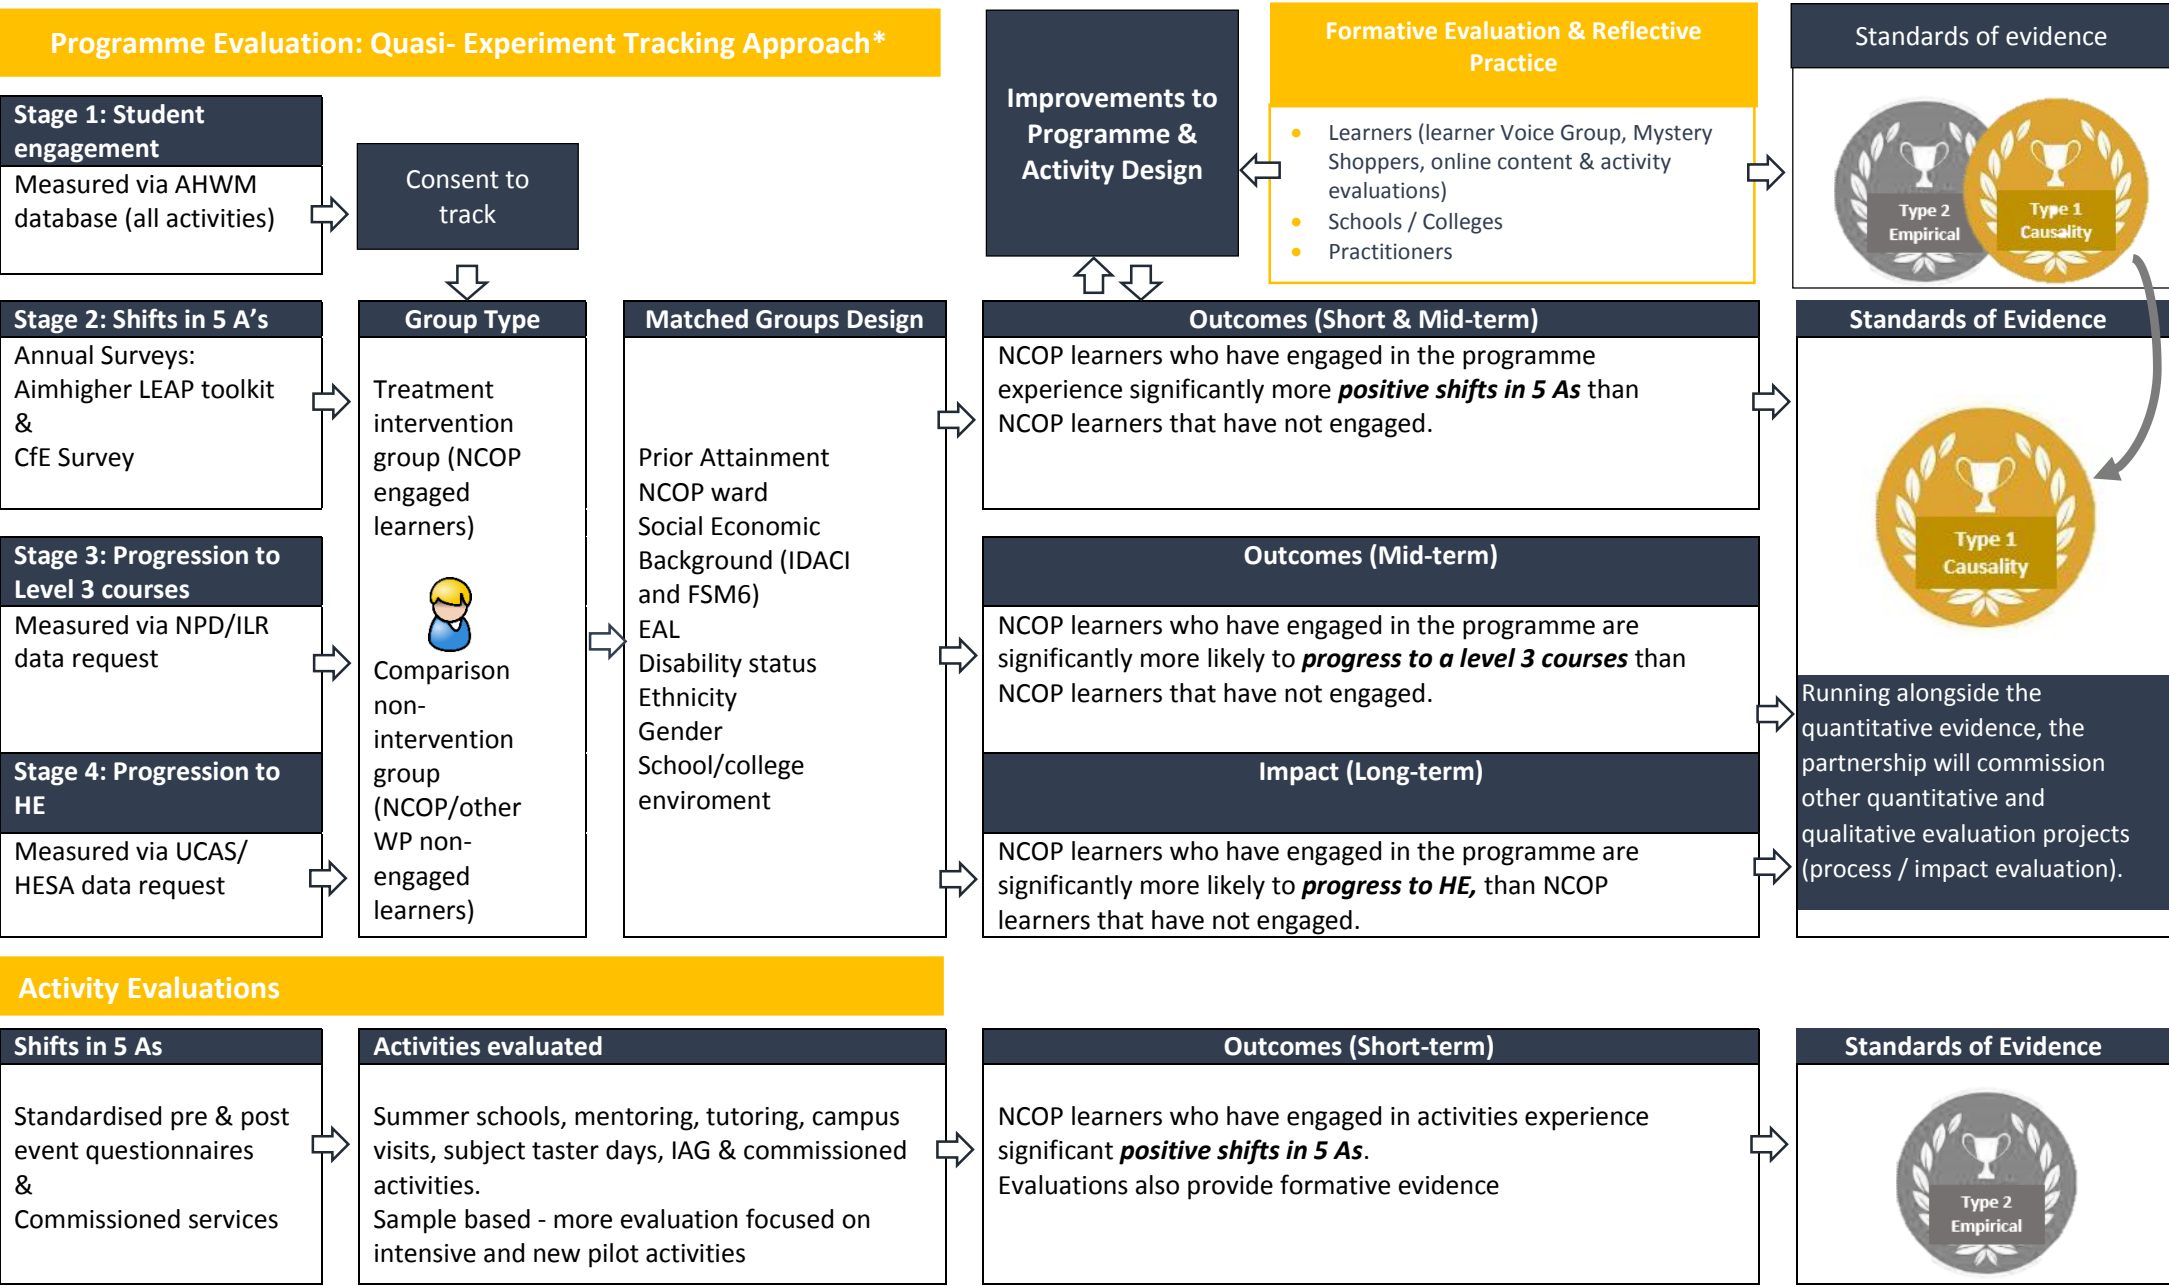 Programme Evaluation: Quasi- Experiment Tracking Approach*
Stage 1: Student
engagement
Measured via AHWM
database (all activities)
Consent to
track
Improvements to
Programme &
Activity Design
Formative Evaluation & Reflective
Practice
• Learners (learner Voice Group, Mystery
Shoppers, online content & activity
evaluations)
• Schools / Colleges
• Practitioners
Standards of evidence
Type 2
Empirical
Type 1
Causality
Stage 2: Shifts in 5 A’s
Annual Surveys:
Aimhigher LEAP toolkit
&
CfE Survey
Stage 3: Progression to
Level 3 courses
Measured via NPD/ILR
data request
Stage 4: Progression to
HE
Measured via UCAS/
HESA data request
Group Type
Treatment
intervention
group (NCOP
engaged
learners)
Comparison
non-
intervention
group
(NCOP/other
WP non-
engaged
learners)
Matched Groups Design
Prior Attainment
NCOP ward
Social Economic
Background (IDACI
and FSM6)
EAL
Disability status
Ethnicity
Gender
School/college
enviroment
Outcomes (Short & Mid-term)
NCOP learners who have engaged in the programme
experience significantly more positive shifts in 5 As than
NCOP learners that have not engaged.
Outcomes (Mid-term)
NCOP learners who have engaged in the programme are
significantly more likely to progress to a level 3 courses than
NCOP learners that have not engaged.
Impact (Long-term)
NCOP learners who have engaged in the programme are
significantly more likely to progress to HE, than NCOP
learners that have not engaged.
Standards of Evidence
Type 1
Causality
Running alongside the
quantitative evidence, the
partnership will commission
other quantitative and
qualitative evaluation projects
(process / impact evaluation).
Activity Evaluations
Shifts in 5 As
Standardised pre & post
event questionnaires
&
Commissioned services
Activities evaluated
Summer schools, mentoring, tutoring, campus
visits, subject taster days, IAG & commissioned
activities.
Sample based - more evaluation focused on
intensive and new pilot activities
Outcomes (Short-term)
NCOP learners who have engaged in activities experience
significant positive shifts in 5 As.
Evaluations also provide formative evidence
Standards of Evidence
Type 2
Empirical